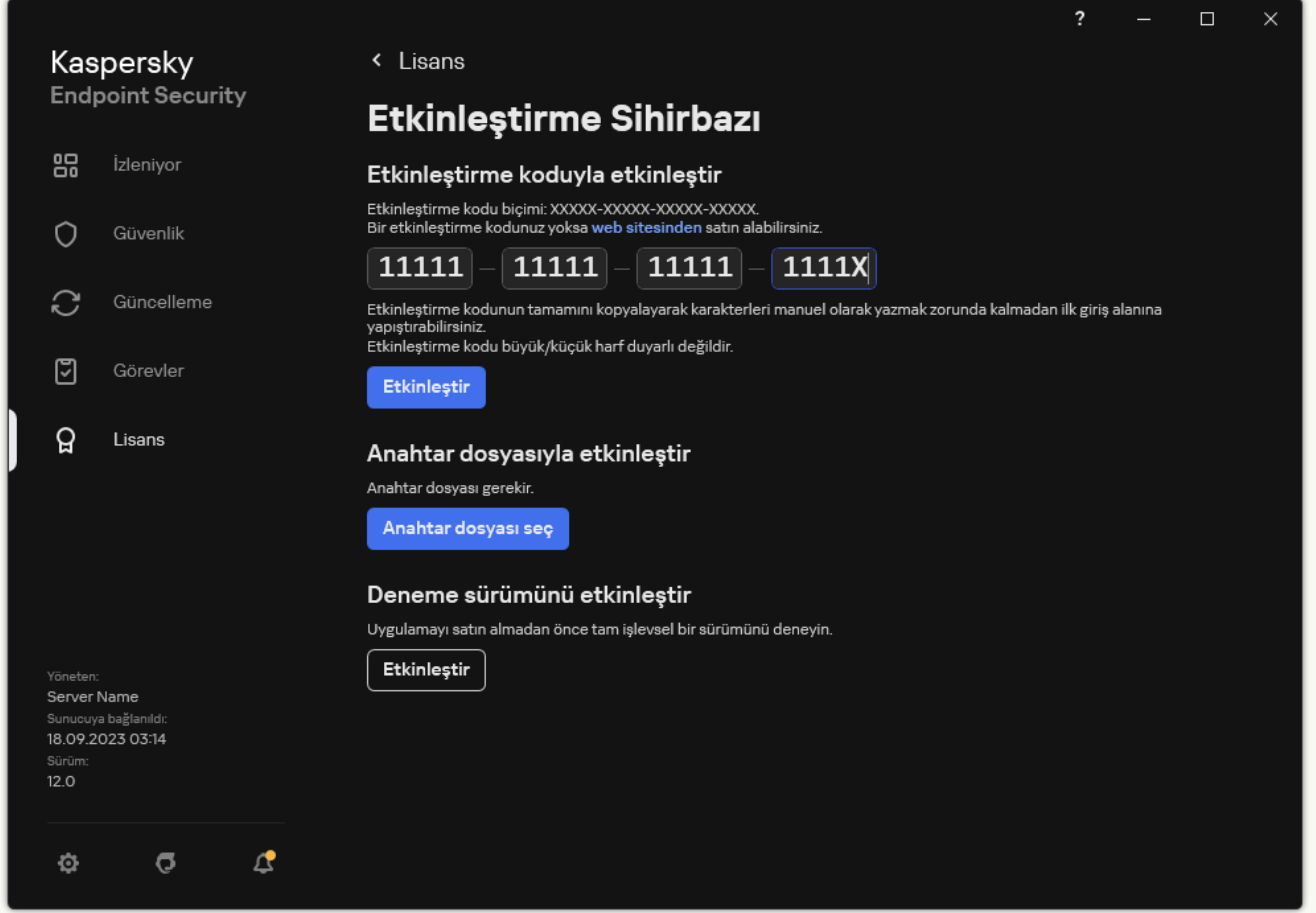 ?
Kaspersky
Endpoint Security
İzleniyor
Güvenlik
Güncelleme
Görevler
Lisans
Yöneten:
Server Name
Sunucuya bağlanıldı:
18.09.2023 03:14
Sürüm:
12.0
Lisans
Etkinleştirme Sihirbazı
Etkinleştirme koduyla etkinleştir
Etkinleştirme kodu biçimi: XXXXX-XXXXX-XXXXX-XXXXX.
Bir etkinleştirme kodunuz yoksa web sitesinden satın alabilirsiniz.
11111 – 11111 – 11111 – 1111X
Etkinleştirme kodunun tamamını kopyalayarak karakterleri manuel olarak yazmak zorunda kalmadan ilk giriş alanına
yapıştırabilirsiniz.
Etkinleştirme kodu büyük/küçük harf duyarlı değildir.
Etkinleştir
Anahtar dosyasıyla etkinleştir
Anahtar dosyası gerekir.
Anahtar dosyası seç
Deneme sürümünü etkinleştir
Uygulamayı satın almadan önce tam işlevsel bir sürümünü deneyin.
Etkinleştir